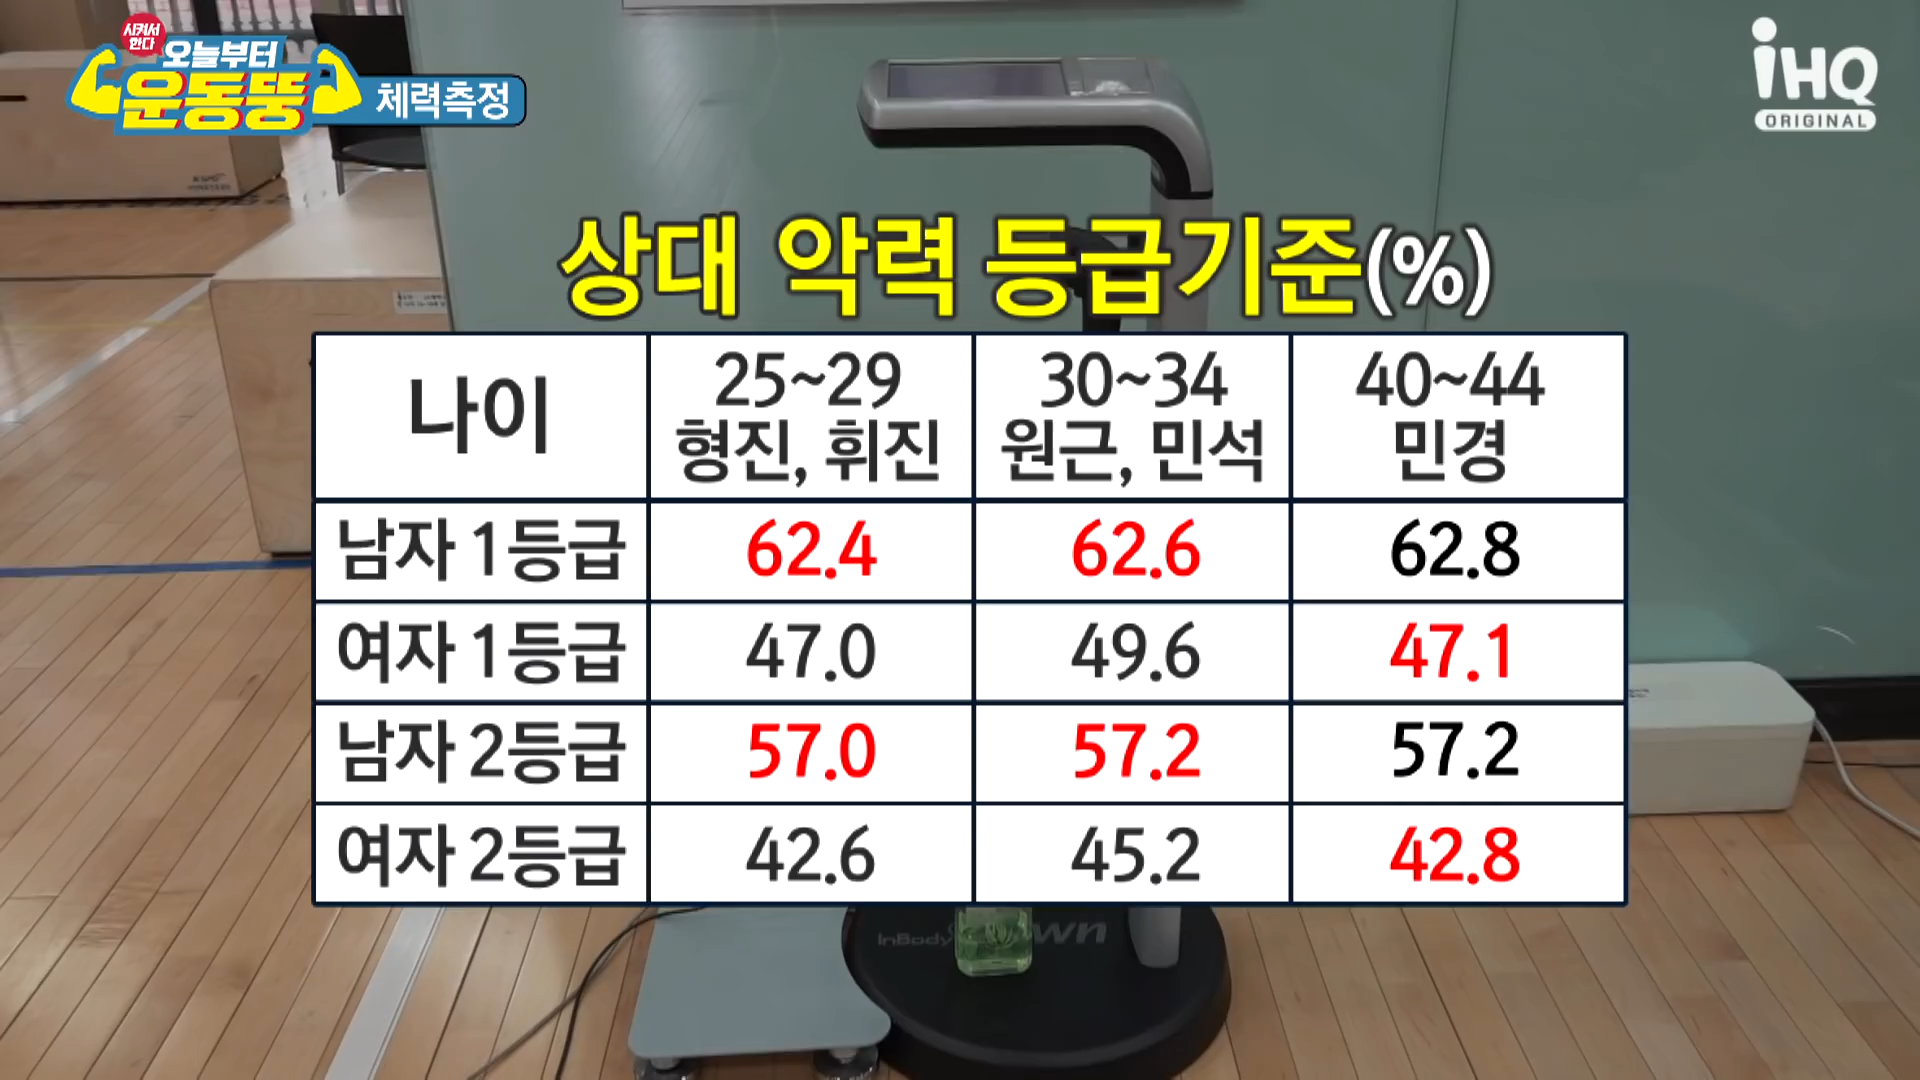 시켜서
한다
오늘부터
운동뚱
체력측정
iHQ
ORIGINAL
상대 악력 등급기준(%)
나이 25~29 형진, 휘진 30~34 원근, 민석 40~44 민경
남자 1등급 62.4 62.6 62.8
여자 1등급 47.0 49.6 47.1
남자 2등급 57.0 57.2 57.2
여자 2등급 42.6 45.2 42.8
InBody